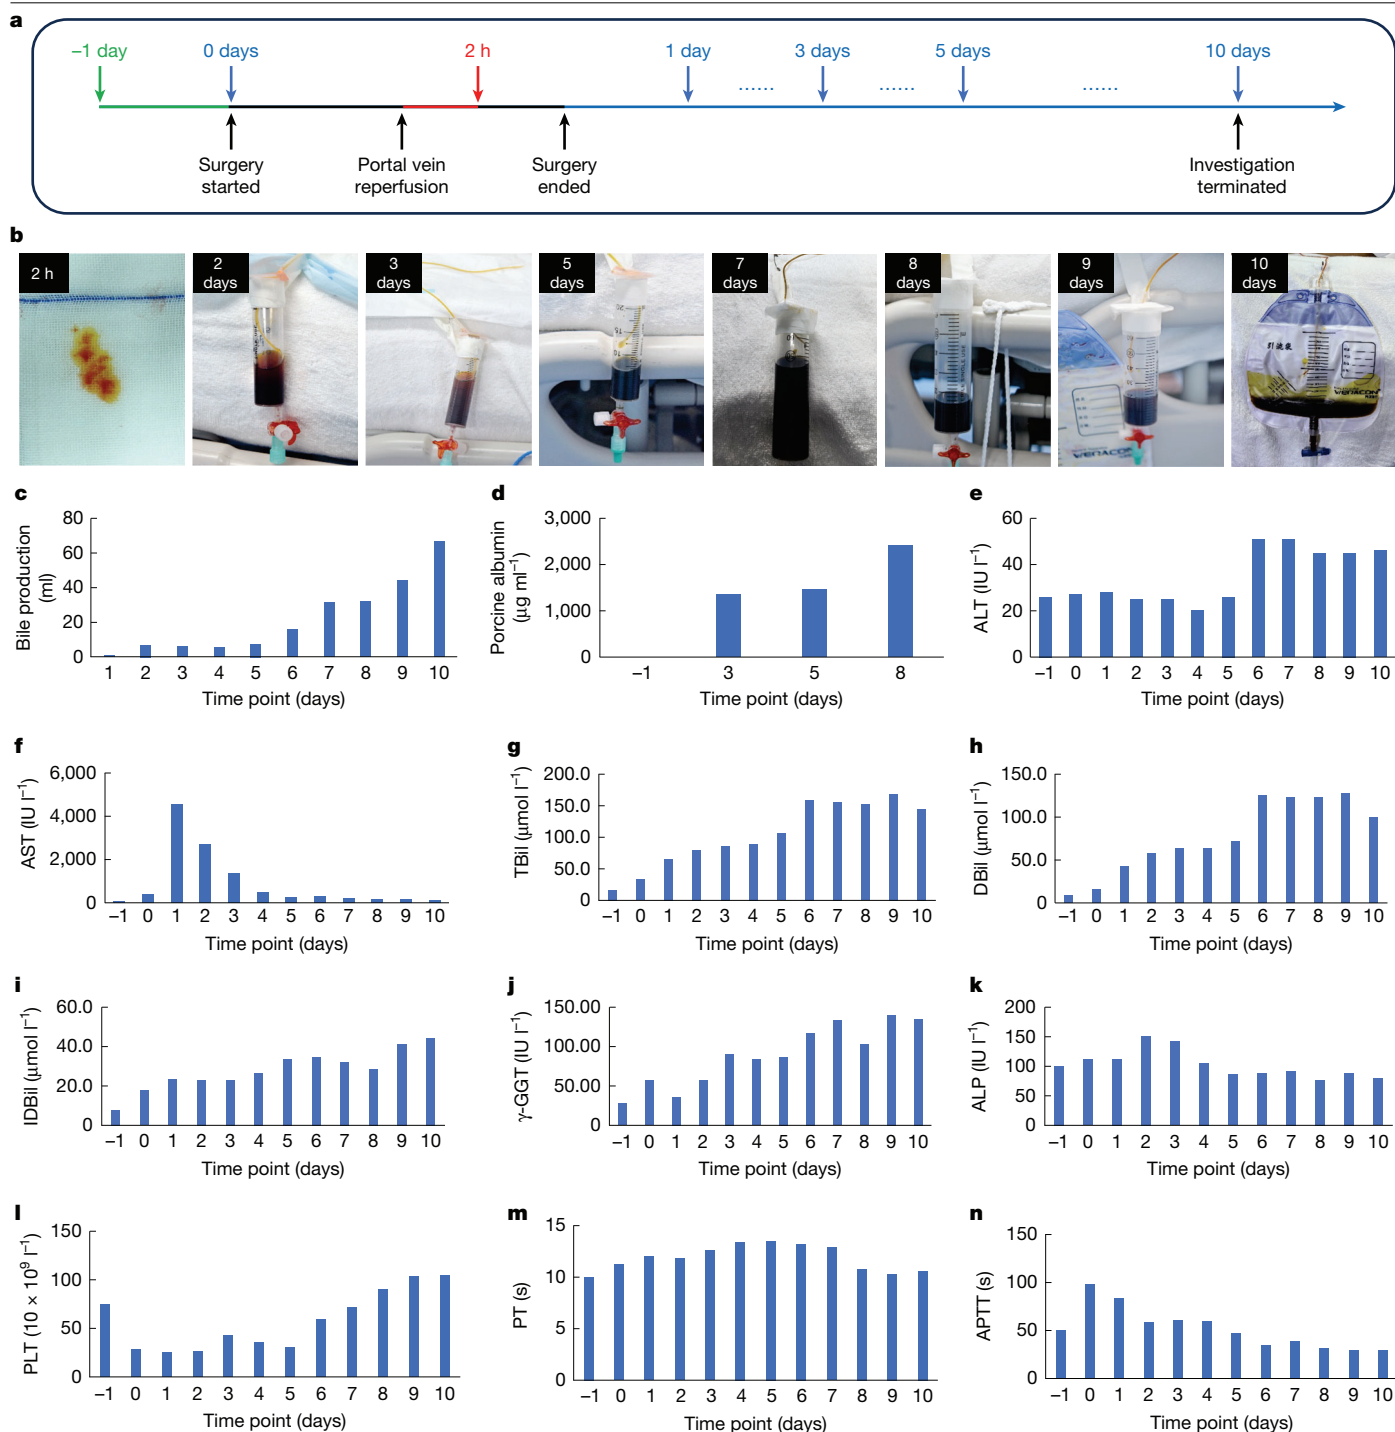 a
−1 day
0 days
2 h
1 day
3 days
5 days
10 days
......
......
......
Surgery
started
Portal vein
reperfusion
Surgery
ended
Investigation
terminated
b
2 h
2
days
3
days
5
days
7
days
8
days
9
days
10
days
引流袋
c
Bile production
(ml)
80
60
40
20
0
1 2 3 4 5 6 7 8 9 10
Time point (days)
d
Porcine albumin
(μg ml⁻¹)
3,000
2,000
1,000
0
−1 3 5 8
Time point (days)
e
ALT (IU l⁻¹)
60
40
20
0
−1 0 1 2 3 4 5 6 7 8 9 10
Time point (days)
f
AST (IU l⁻¹)
6,000
4,000
2,000
0
−1 0 1 2 3 4 5 6 7 8 9 10
Time point (days)
g
TBil (μmol l⁻¹)
200.0
150.0
100.0
50.0
0
−1 0 1 2 3 4 5 6 7 8 9 10
Time point (days)
h
DBil (μmol l⁻¹)
150.0
100.0
50.0
0
−1 0 1 2 3 4 5 6 7 8 9 10
Time point (days)
i
IDBil (μmol l⁻¹)
60.0
40.0
20.0
0
−1 0 1 2 3 4 5 6 7 8 9 10
Time point (days)
j
γ-GGT (IU l⁻¹)
150.00
100.00
50.00
0
−1 0 1 2 3 4 5 6 7 8 9 10
Time point (days)
k
ALP (IU l⁻¹)
200
150
100
50
0
−1 0 1 2 3 4 5 6 7 8 9 10
Time point (days)
l
PLT (10 × 10⁹ l⁻¹)
150
100
50
0
−1 0 1 2 3 4 5 6 7 8 9 10
Time point (days)
m
PT (s)
15
10
5
0
−1 0 1 2 3 4 5 6 7 8 9 10
Time point (days)
n
APTT (s)
150
100
50
0
−1 0 1 2 3 4 5 6 7 8 9 10
Time point (days)